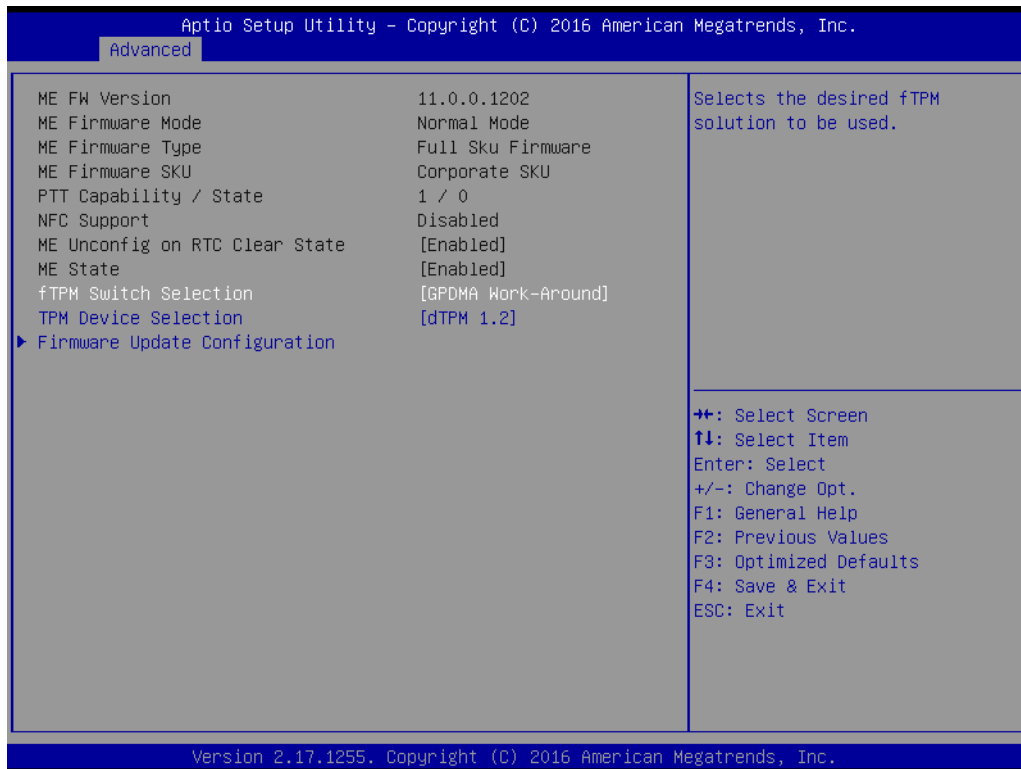 Aptio Setup Utility – Copyright (C) 2016 American Megatrends, Inc.
Advanced
ME FW Version 11.0.0.1202
ME Firmware Mode Normal Mode
ME Firmware Type Full Sku Firmware
ME Firmware SKU Corporate SKU
PTT Capability / State 1 / 0
NFC Support Disabled
ME Unconfig on RTC Clear State [Enabled]
ME State [Enabled]
fTPM Switch Selection [GPDMA Work-Around]
TPM Device Selection [dTPM 1.2]
Firmware Update Configuration
Selects the desired fTPM
solution to be used.
→←: Select Screen
↑↓: Select Item
Enter: Select
+/-: Change Opt.
F1: General Help
F2: Previous Values
F3: Optimized Defaults
F4: Save & Exit
ESC: Exit
Version 2.17.1255. Copyright (C) 2016 American Megatrends, Inc.